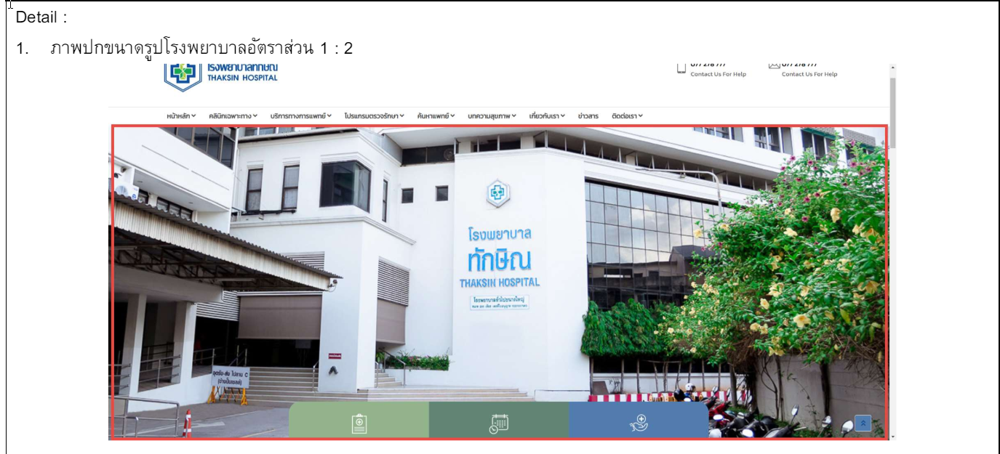 Detail :
1. ภาพปกขนาดรูปโรงพยาบาลอัตราส่วน 1 : 2
โรงพยาบาลทักษิณ
THAKSIN HOSPITAL
077 278 777
Contact Us For Help
077 278 777
Contact Us For Help
หน้าหลัก คลินิกเฉพาะทาง บริการทางการแพทย์ โปรแกรมตรวจรักษา ค้นหาแพทย์ บทความสุขภาพ เกี่ยวกับเรา ข่าวสาร ติดต่อเรา
โรงพยาบาล
ทักษิณ
THAKSIN HOSPITAL
โรงพยาบาลทั่วไปขนาดใหญ่
จุดรับ-ส่ง ไปลาน C